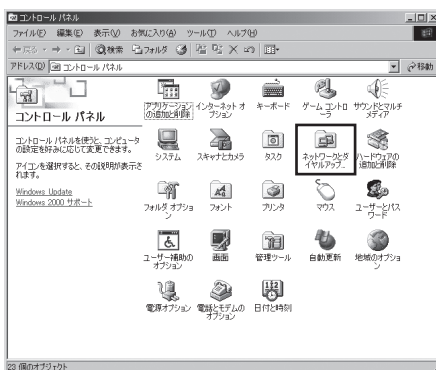 コントロール パネル
ファイル(F) 編集(E) 表示(V) お気に入り(A) ツール(T) ヘルプ(H)
戻る 検索 フォルダ
アドレス(D) コントロール パネル 移動
コントロール パネル
コントロール パネルを使うと、コンピュータ
の設定を好みに応じて変更できます。
アイコンを選択すると、その説明が表示さ
れます。
Windows Update
Windows 2000 サポート
アプリケーション
の追加と削除
インターネット オ
プション
キーボード
ゲーム コントロ
ーラ
サウンドとマルチ
メディア
システム
スキャナとカメラ
タスク
ネットワークとダ
イヤルアップ...
ハードウェアの
追加と削除
フォルダ オプショ
ン
フォント
プリンタ
マウス
ユーザーとパス
ワード
ユーザー補助の
オプション
画面
管理ツール
自動更新
地域のオプショ
ン
電源オプション
電話とモデムの
オプション
日付と時刻
23 個のオブジェクト